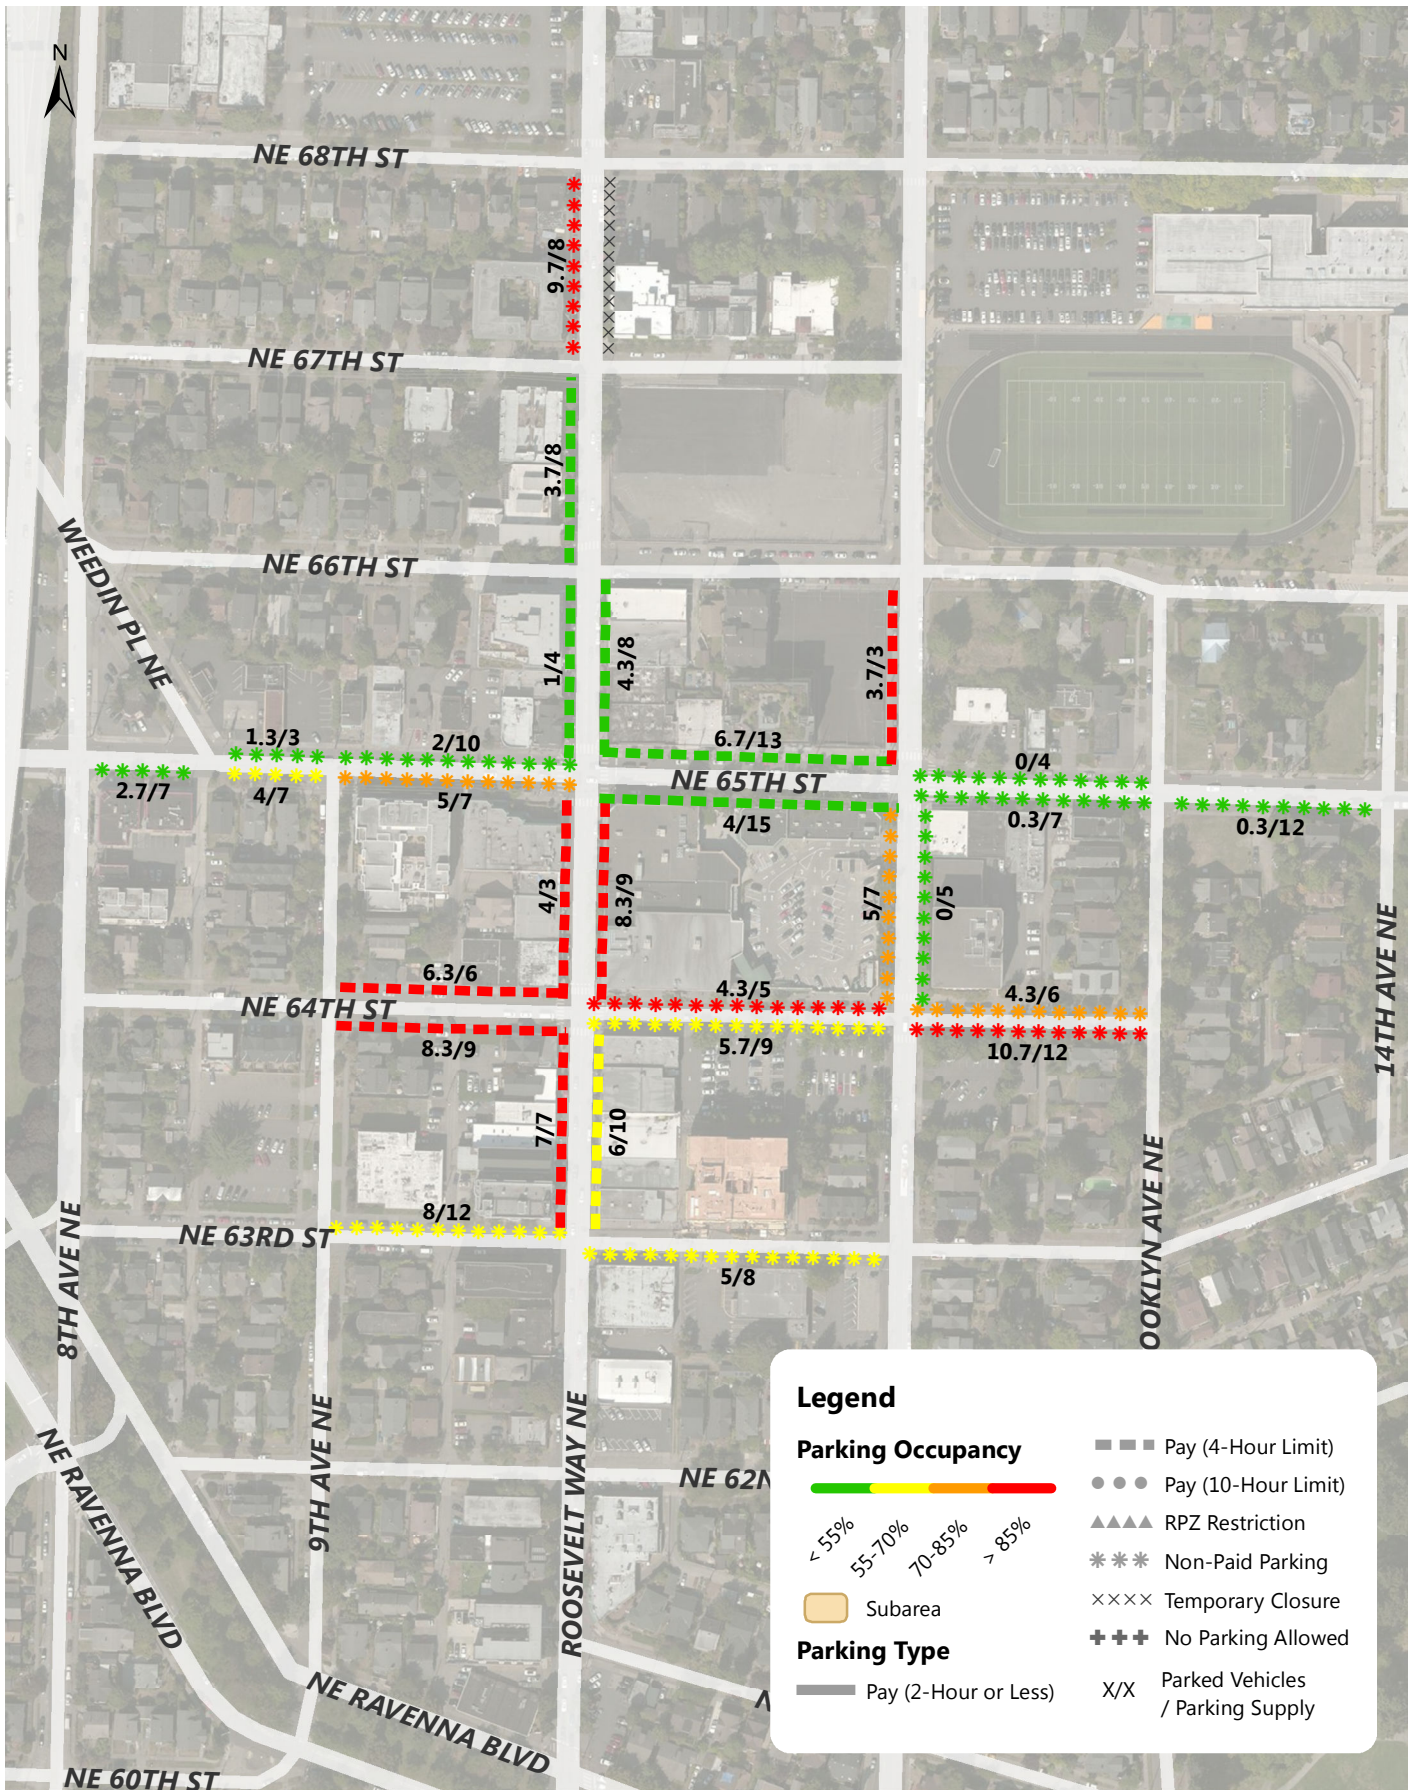 N
NE 68TH ST
9.7/8
NE 67TH ST
3.7/8
WEEDIN PL NE
NE 66TH ST
1/4
4.3/8
3.7/3
1.3/3
2/10
6.7/13
0/4
NE 65TH ST
2.7/7
4/7
5/7
4/15
0.3/7
0.3/12
4/3
8.3/9
5/7
0/5
14TH AVE NE
6.3/6
4.3/5
4.3/6
NE 64TH ST
8.3/9
5.7/9
10.7/12
7/7
6/10
8TH AVE NE
8/12
NE 63RD ST
5/8
OOKLYN AVE NE
9TH AVE NE
ROOSEVELT WAY NE
NE 62N
NE RAVENNA BLVD
NE RAVENNA BLVD
N
NE 60TH ST
Legend
Parking Occupancy
< 55%
55-70%
70-85%
> 85%
Subarea
Parking Type
Pay (2-Hour or Less)
Pay (4-Hour Limit)
Pay (10-Hour Limit)
RPZ Restriction
Non-Paid Parking
Temporary Closure
No Parking Allowed
X/X Parked Vehicles
/ Parking Supply